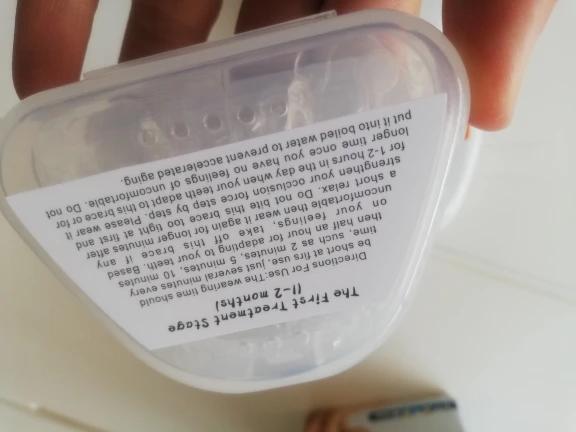 The First Treatment Stage
(1-2 months)
Directions For Use:The wearing time should
be short at first use, just several minutes every
time, such as 2 minutes, 5 minutes, 10 minutes
then half an hour for adapting to your teeth. Based
on your feelings, take off this brace if any
uncomfortable then wear it again for longer minutes after
a short relax. Do not bite this brace too tight at first and
strengthen your occlusion force step by step. Please wear it
for 1-2 hours in the day when your teeth adapt to this brace or for
longer time once you have no feelings of uncomfortable. Do not
put it into boiled water to prevent accelerated aging.